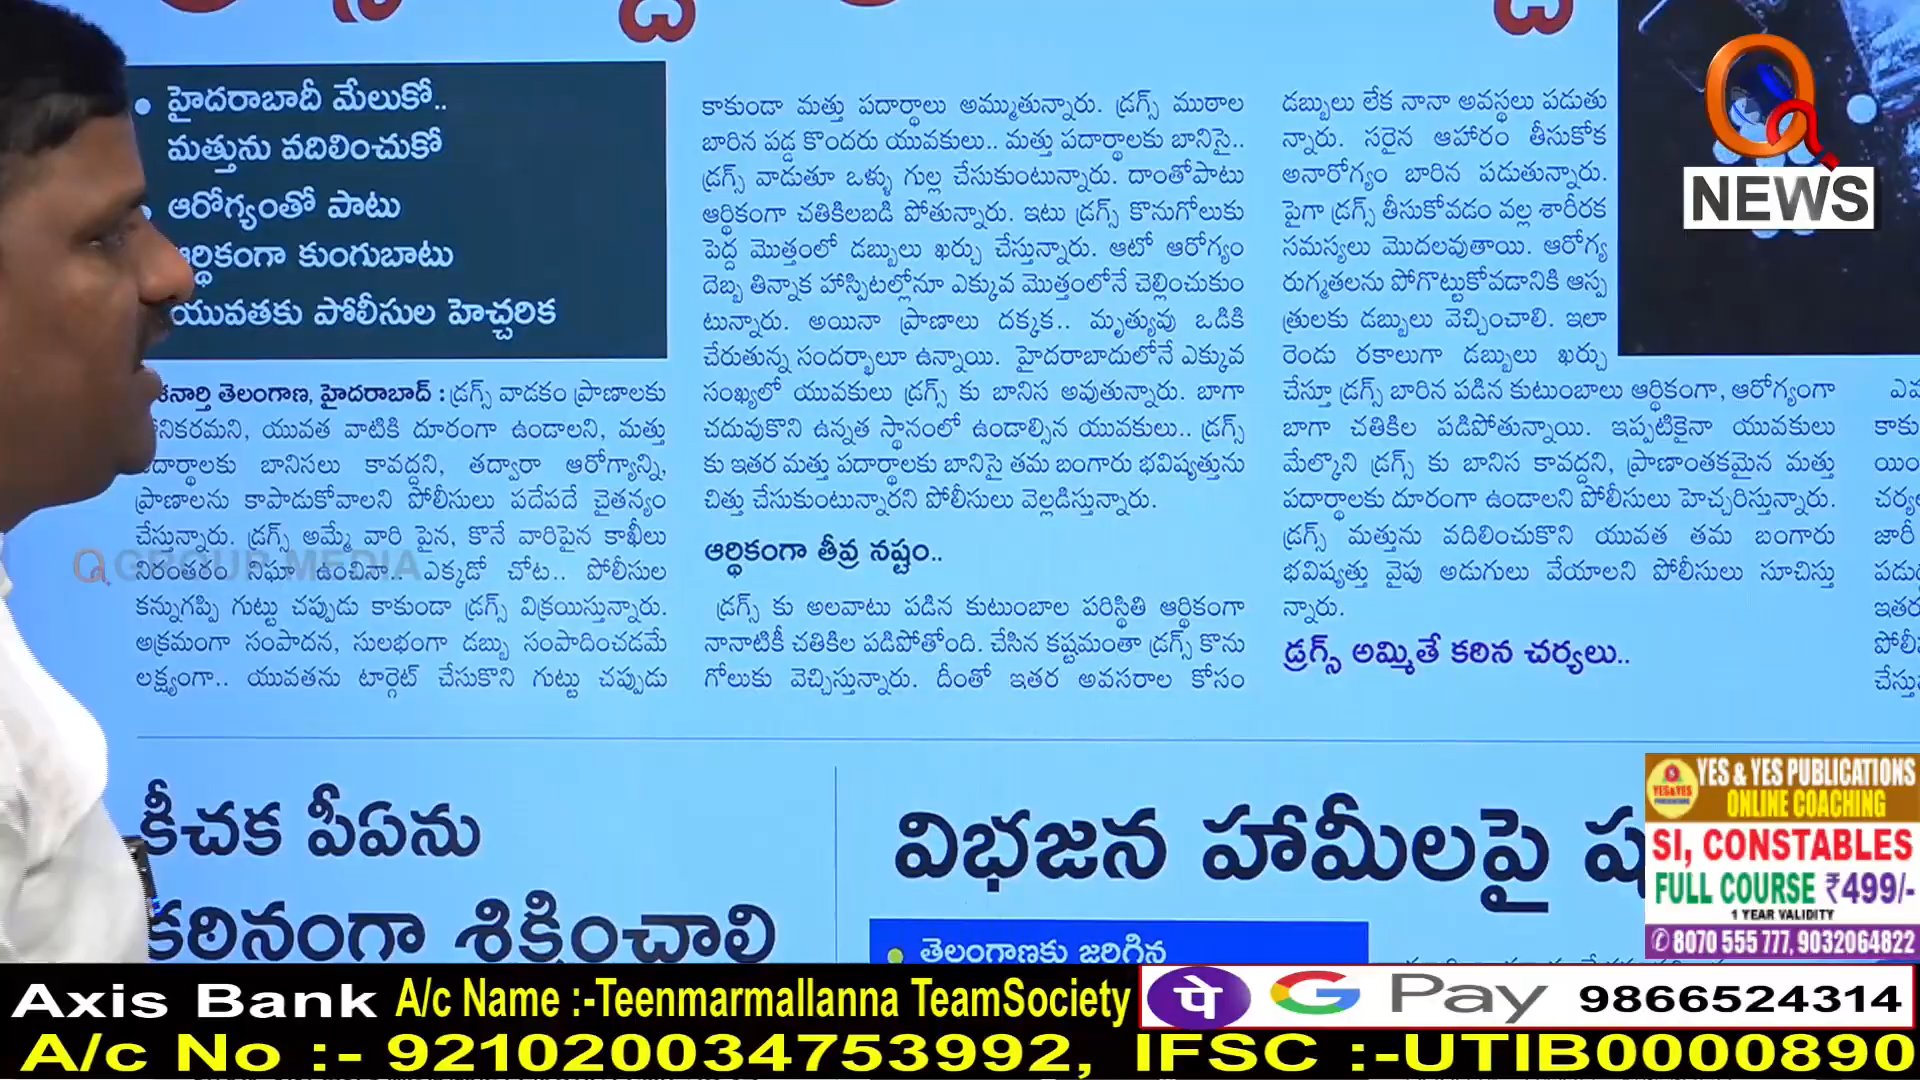 హైదరాబాదీ మేలుకో..
మత్తును వదిలించుకో
ఆరోగ్యంతో పాటు
ఆర్థికంగా కుంగుబాటు
యువతకు పోలీసుల హెచ్చరిక
తెలంగాణ, హైదరాబాద్ : డ్రగ్స్ వాడకం ప్రాణాలకు
యువత వాటికి దూరంగా ఉండాలని, మత్తు
పదార్థాలకు బానిసలు కావద్దని, తద్వారా ఆరోగ్యాన్ని,
ప్రాణాలను కాపాడుకోవాలని పోలీసులు పదేపదే చైతన్యం
చేస్తున్నారు. డ్రగ్స్ అమ్మే వారి పైన, కొనే వారిపైన కాఖీలు
నిరంతరం నిఘా ఉంచినా.. ఎక్కడో చోట.. పోలీసుల
కన్నుగప్పి గుట్టు చప్పుడు కాకుండా డ్రగ్స్ విక్రయిస్తున్నారు.
అక్రమంగా సంపాదన, సులభంగా డబ్బు సంపాదించడమే
లక్ష్యంగా.. యువతను టార్గెట్ చేసుకొని గుట్టు చప్పుడు
కాకుండా మత్తు పదార్థాలు అమ్ముతున్నారు. డ్రగ్స్ ముఠాల
బారిన పడ్డ కొందరు యువకులు.. మత్తు పదార్థాలకు బానిసై..
డ్రగ్స్ వాడుతూ ఒళ్ళు గుల్ల చేసుకుంటున్నారు. దాంతోపాటు
ఆర్థికంగా చతికిలబడి పోతున్నారు. ఇటు డ్రగ్స్ కొనుగోలుకు
పెద్ద మొత్తంలో డబ్బులు ఖర్చు చేస్తున్నారు. ఆటో ఆరోగ్యం
దెబ్బ తిన్నాక హాస్పిటల్లోనూ ఎక్కువ మొత్తంలోనే చెల్లించుకుం
టున్నారు. అయినా ప్రాణాలు దక్కక.. మృత్యువు ఒడికి
చేరుతున్న సందర్భాలూ ఉన్నాయి. హైదరాబాదులోనే ఎక్కువ
సంఖ్యలో యువకులు డ్రగ్స్ కు బానిస అవుతున్నారు. బాగా
చదువుకొని ఉన్నత స్థానంలో ఉండాల్సిన యువకులు.. డ్రగ్స్
కు ఇతర మత్తు పదార్థాలకు బానిసై తమ బంగారు భవిష్యత్తును
చిత్తు చేసుకుంటున్నారని పోలీసులు వెల్లడిస్తున్నారు.
ఆర్థికంగా తీవ్ర నష్టం..
డ్రగ్స్ కు అలవాటు పడిన కుటుంబాల పరిస్థితి ఆర్థికంగా
నానాటికీ చతికిల పడిపోతోంది. చేసిన కష్టమంతా డ్రగ్స్ కొను
గోలుకు వెచ్చిస్తున్నారు. దీంతో ఇతర అవసరాల కోసం
డబ్బులు లేక నానా అవస్థలు పడుతు
న్నారు. సరైన ఆహారం తీసుకోక
అనారోగ్యం బారిన పడుతున్నారు.
పైగా డ్రగ్స్ తీసుకోవడం వల్ల శారీరక
సమస్యలు మొదలవుతాయి. ఆరోగ్య
రుగ్మతలను పోగొట్టుకోవడానికి ఆస్ప
త్రులకు డబ్బులు వెచ్చించాలి. ఇలా
రెండు రకాలుగా డబ్బులు ఖర్చు
చేస్తూ డ్రగ్స్ బారిన పడిన కుటుంబాలు ఆర్థికంగా, ఆరోగ్యంగా
బాగా చతికిల పడిపోతున్నాయి. ఇప్పటికైనా యువకులు
మేల్కొని డ్రగ్స్ కు బానిస కావద్దని, ప్రాణాంతకమైన మత్తు
పదార్థాలకు దూరంగా ఉండాలని పోలీసులు హెచ్చరిస్తున్నారు.
డ్రగ్స్ మత్తును వదిలించుకొని యువత తమ బంగారు
భవిష్యత్తు వైపు అడుగులు వేయాలని పోలీసులు సూచిస్తు
న్నారు.
డ్రగ్స్ అమ్మితే కఠిన చర్యలు..
Q
NEWS
Q GROUP MEDIA
కీచక పీఏను
కఠినంగా శిక్షించాలి
విభజన హామీలపై
తెలంగాణకు జరిగిన
YES & YES PUBLICATIONS
ONLINE COACHING
SI, CONSTABLES
FULL COURSE ₹499/-
1 YEAR VALIDITY
8070 555 777, 9032064822
Axis Bank A/c Name :-Teenmarmallanna TeamSociety
पे G Pay 9866524314
A/c No :- 921020034753992, IFSC :-UTIB0000890